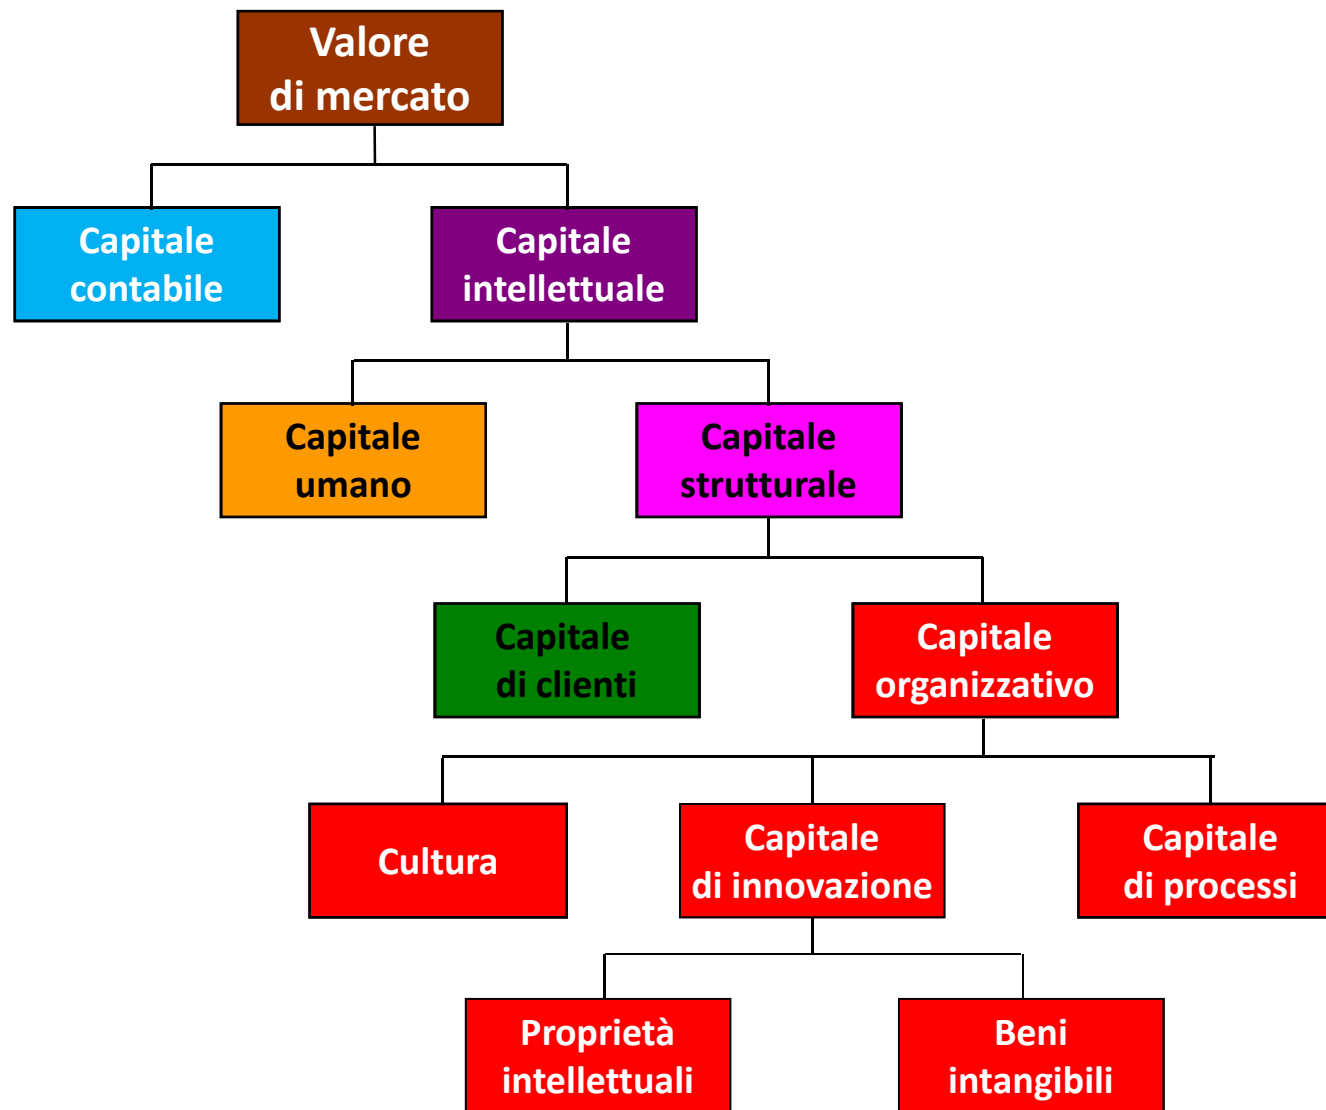 Valore
di mercato
Capitale
contabile
Capitale
intellettuale
Capitale
umano
Capitale
strutturale
Capitale
di clienti
Capitale
organizzativo
Cultura
Capitale
di innovazione
Capitale
di processi
Proprietà
intellettuali
Beni
intangibili